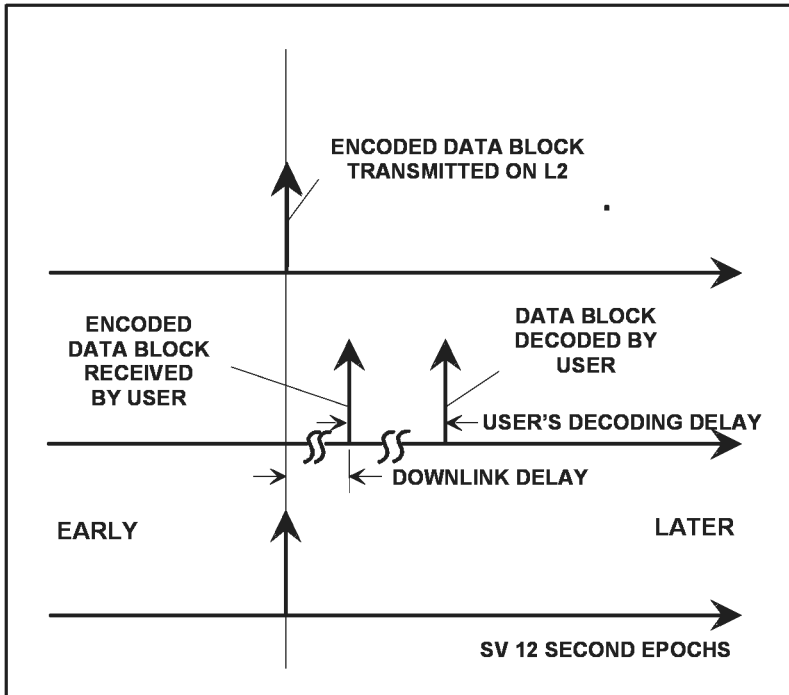 ENCODED DATA BLOCK
TRANSMITTED ON L2
ENCODED
DATA BLOCK
RECEIVED
BY USER
DATA BLOCK
DECODED BY
USER
USER'S DECODING DELAY
DOWNLINK DELAY
EARLY
LATER
SV 12 SECOND EPOCHS